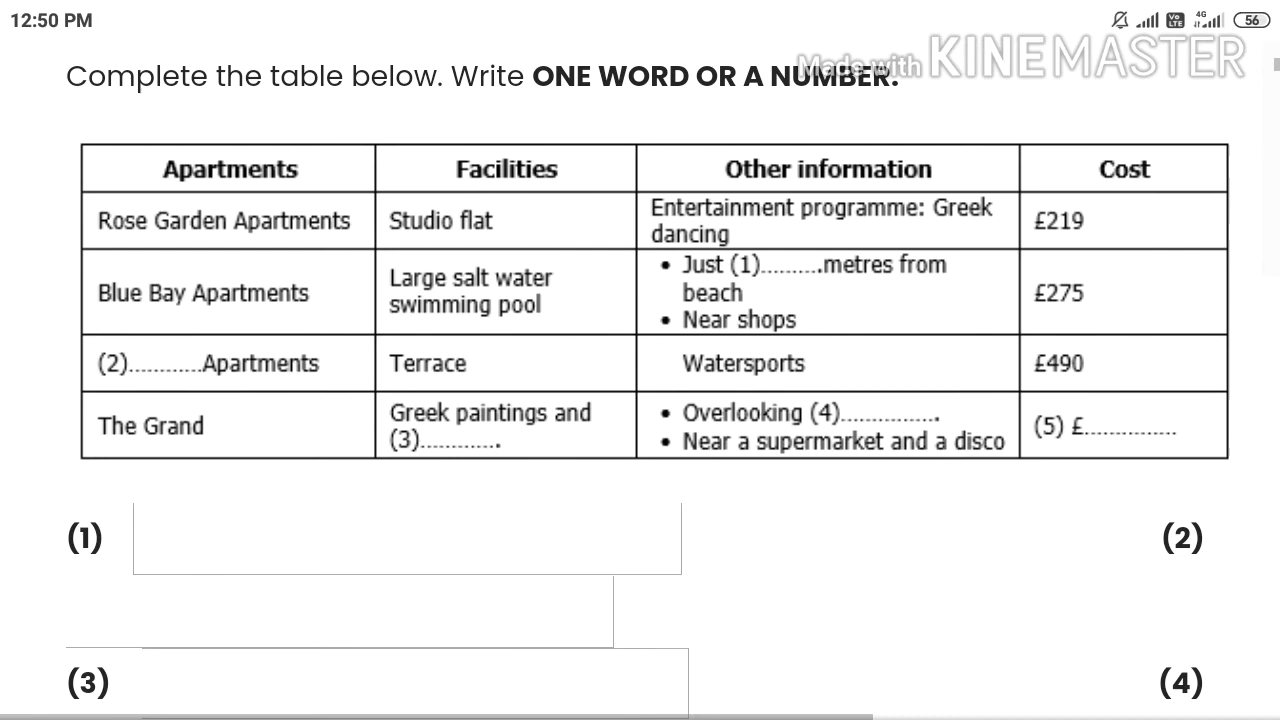 12:50 PM
Vo LTE 4G 56
Made with KINEMASTER
Complete the table below. Write ONE WORD OR A NUMBER.
Apartments Facilities Other information Cost
Rose Garden Apartments Studio flat Entertainment programme: Greek dancing £219
Blue Bay Apartments Large salt water swimming pool • Just (1)..........metres from beach • Near shops £275
(2)............Apartments Terrace Watersports £490
The Grand Greek paintings and (3)............. • Overlooking (4)................ • Near a supermarket and a disco (5) £...............
(1) (2)
(3) (4)